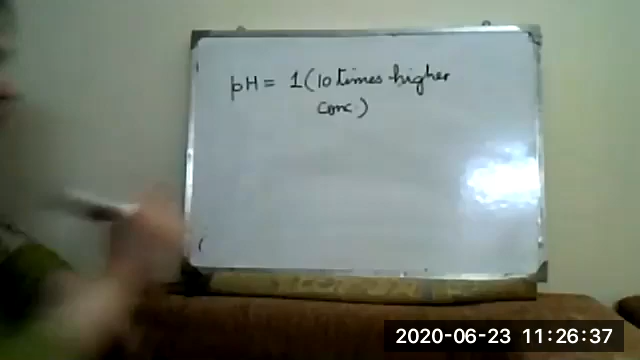 pH = 1 (10 times higher
conc.)
2020-06-23 11:26:37